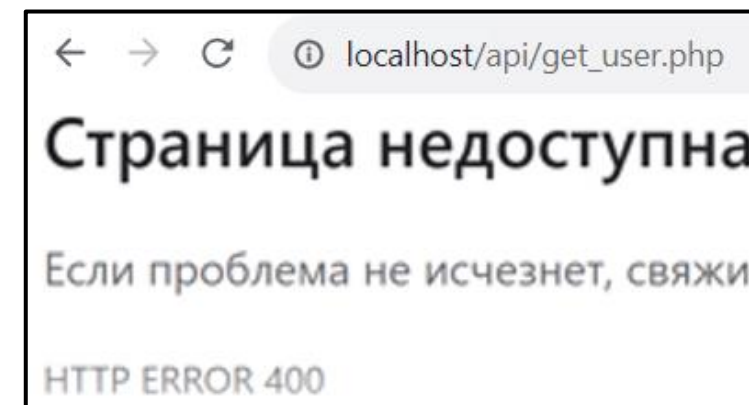 localhost/api/get_user.php
Страница недоступна
Если проблема не исчезнет, свяжи
HTTP ERROR 400